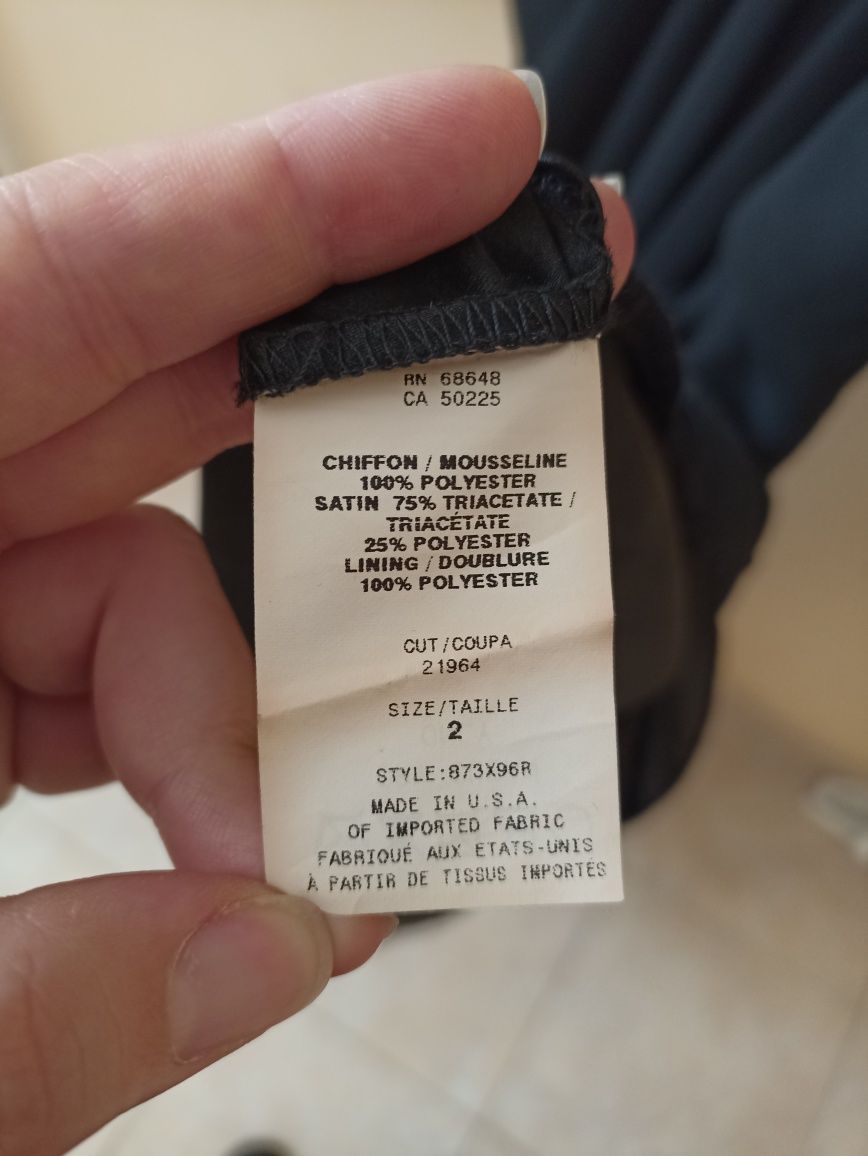 RN 68648
CA 50225
CHIFFON / MOUSSELINE
100% POLYESTER
SATIN 75% TRIACETATE /
TRIACÉTATE
25% POLYESTER
LINING / DOUBLURE
100% POLYESTER
CUT/COUPA
21964
SIZE/TAILLE
2
STYLE:873X96R
MADE IN U.S.A.
OF IMPORTED FABRIC
FABRIQUÉ AUX ETATS-UNIS
À PARTIR DE TISSUS IMPORTES